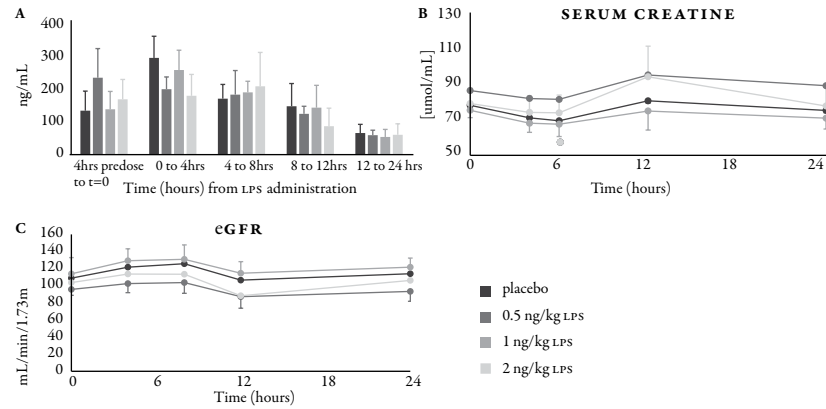 A
400
300
200
100
0
ng/mL
4hrs predose
to t=0
0 to 4hrs
4 to 8hrs
8 to 12hrs
12 to 24 hrs
Time (hours) from LPS administration
B
SERUM CREATINE
130
110
90
70
50
[umol/mL]
0
6
12
18
24
Time (hours)
C
eGFR
160
140
120
100
80
60
40
20
0
mL/min/1.73m
0
6
12
18
24
Time (hours)
placebo
0.5 ng/kg LPS
1 ng/kg LPS
2 ng/kg LPS